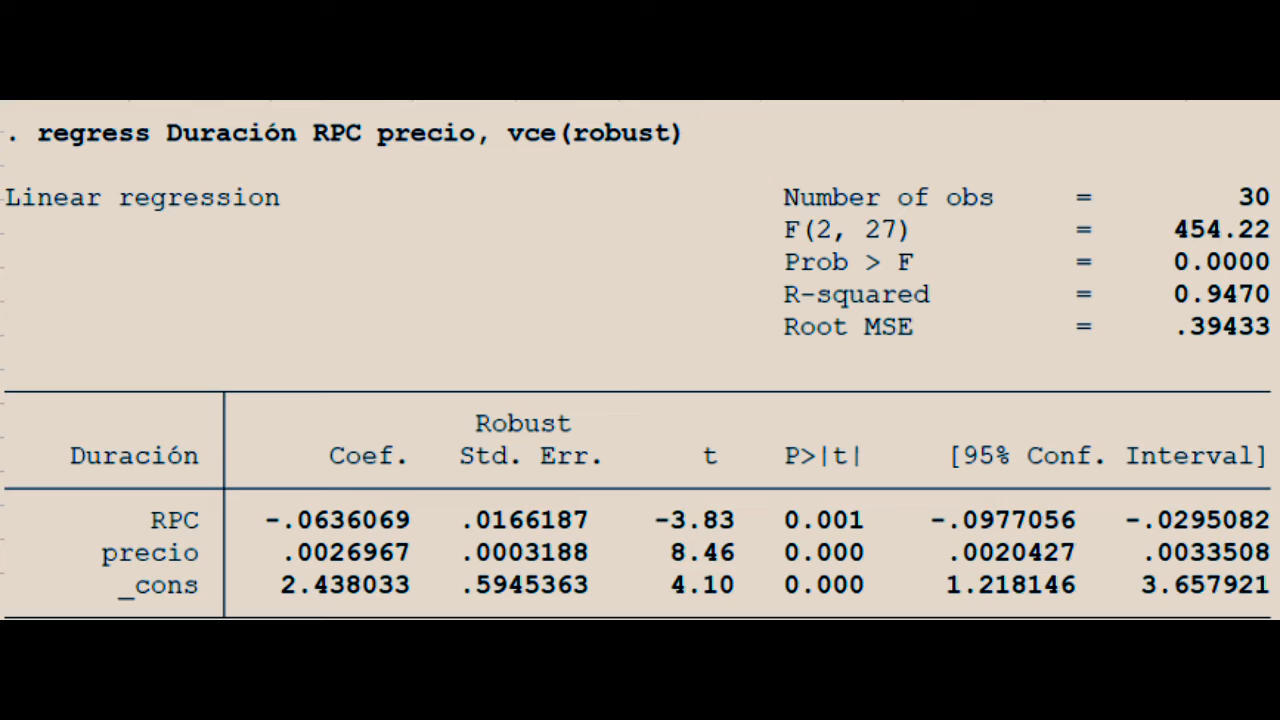 . regress Duración RPC precio, vce(robust)
Linear regression Number of obs = 30
F(2, 27) = 454.22
Prob > F = 0.0000
R-squared = 0.9470
Root MSE = .39433
Robust
Duración Coef. Std. Err. t P>|t| [95% Conf. Interval]
RPC -.0636069 .0166187 -3.83 0.001 -.0977056 -.0295082
precio .0026967 .0003188 8.46 0.000 .0020427 .0033508
_cons 2.438033 .5945363 4.10 0.000 1.218146 3.657921